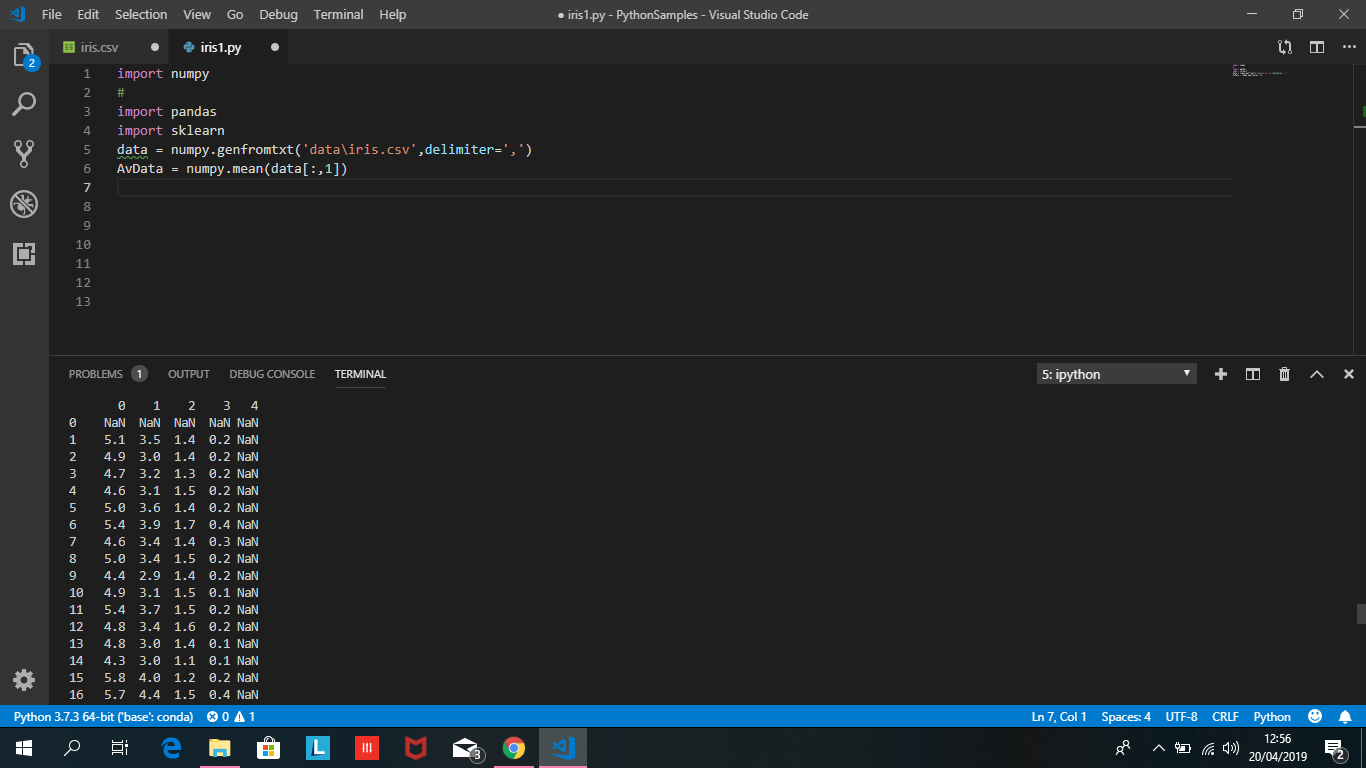 File Edit Selection View Go Debug Terminal Help
● iris1.py - PythonSamples - Visual Studio Code
iris.csv ● iris1.py ●
2
1 import numpy
2 #
3 import pandas
4 import sklearn
5 data = numpy.genfromtxt('data\iris.csv',delimiter=',')
6 AvData = numpy.mean(data[:,1])
7
8
9
10
11
12
13
PROBLEMS 1 OUTPUT DEBUG CONSOLE TERMINAL
5: ipython
0 1 2 3 4
0 NaN NaN NaN NaN NaN
1 5.1 3.5 1.4 0.2 NaN
2 4.9 3.0 1.4 0.2 NaN
3 4.7 3.2 1.3 0.2 NaN
4 4.6 3.1 1.5 0.2 NaN
5 5.0 3.6 1.4 0.2 NaN
6 5.4 3.9 1.7 0.4 NaN
7 4.6 3.4 1.4 0.3 NaN
8 5.0 3.4 1.5 0.2 NaN
9 4.4 2.9 1.4 0.2 NaN
10 4.9 3.1 1.5 0.1 NaN
11 5.4 3.7 1.5 0.2 NaN
12 4.8 3.4 1.6 0.2 NaN
13 4.8 3.0 1.4 0.1 NaN
14 4.3 3.0 1.1 0.1 NaN
15 5.8 4.0 1.2 0.2 NaN
16 5.7 4.4 1.5 0.4 NaN
Python 3.7.3 64-bit ('base': conda) 0 1
Ln 7, Col 1 Spaces: 4 UTF-8 CRLF Python
L
3
12:56
20/04/2019
2